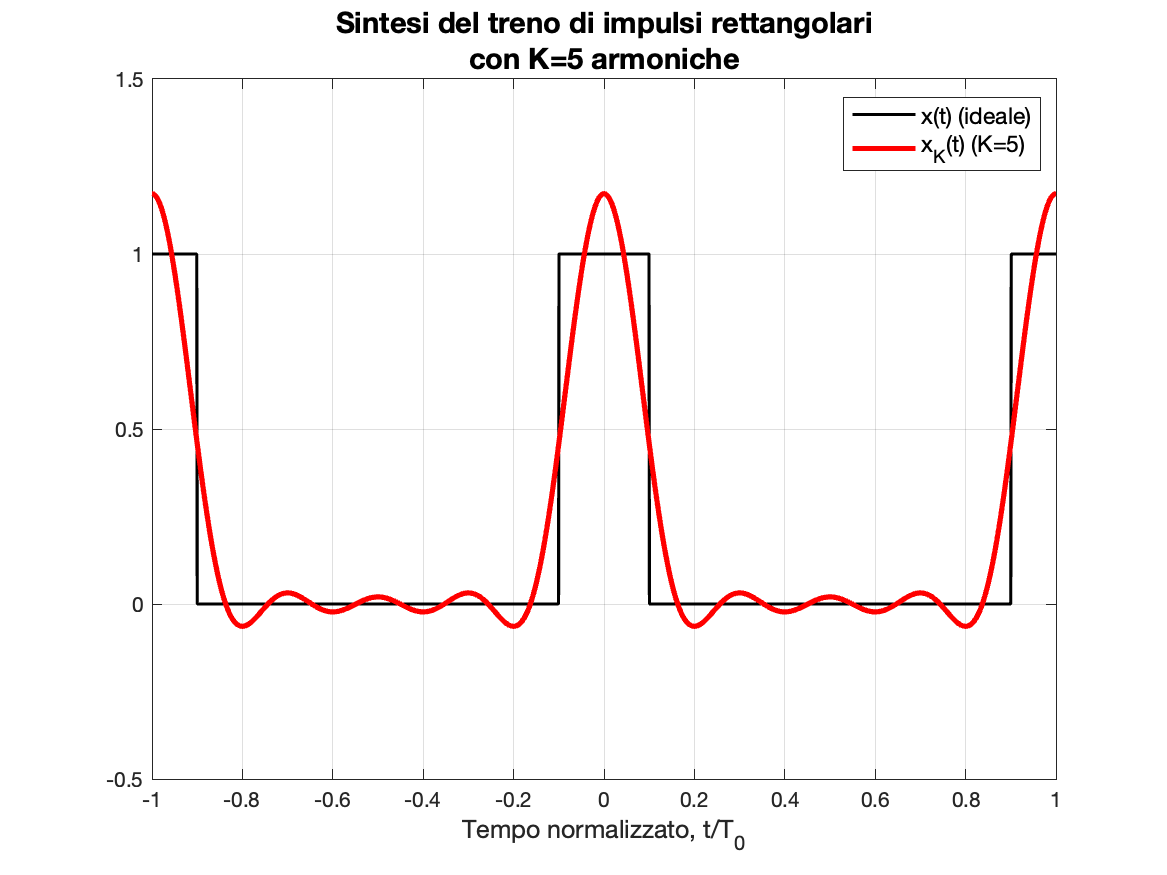 Sintesi del treno di impulsi rettangolari
con K=5 armoniche
1.5
1
0.5
0
-0.5
x(t) (ideale)
x_K(t) (K=5)
-1 -0.8 -0.6 -0.4 -0.2 0 0.2 0.4 0.6 0.8 1
Tempo normalizzato, t/T_0